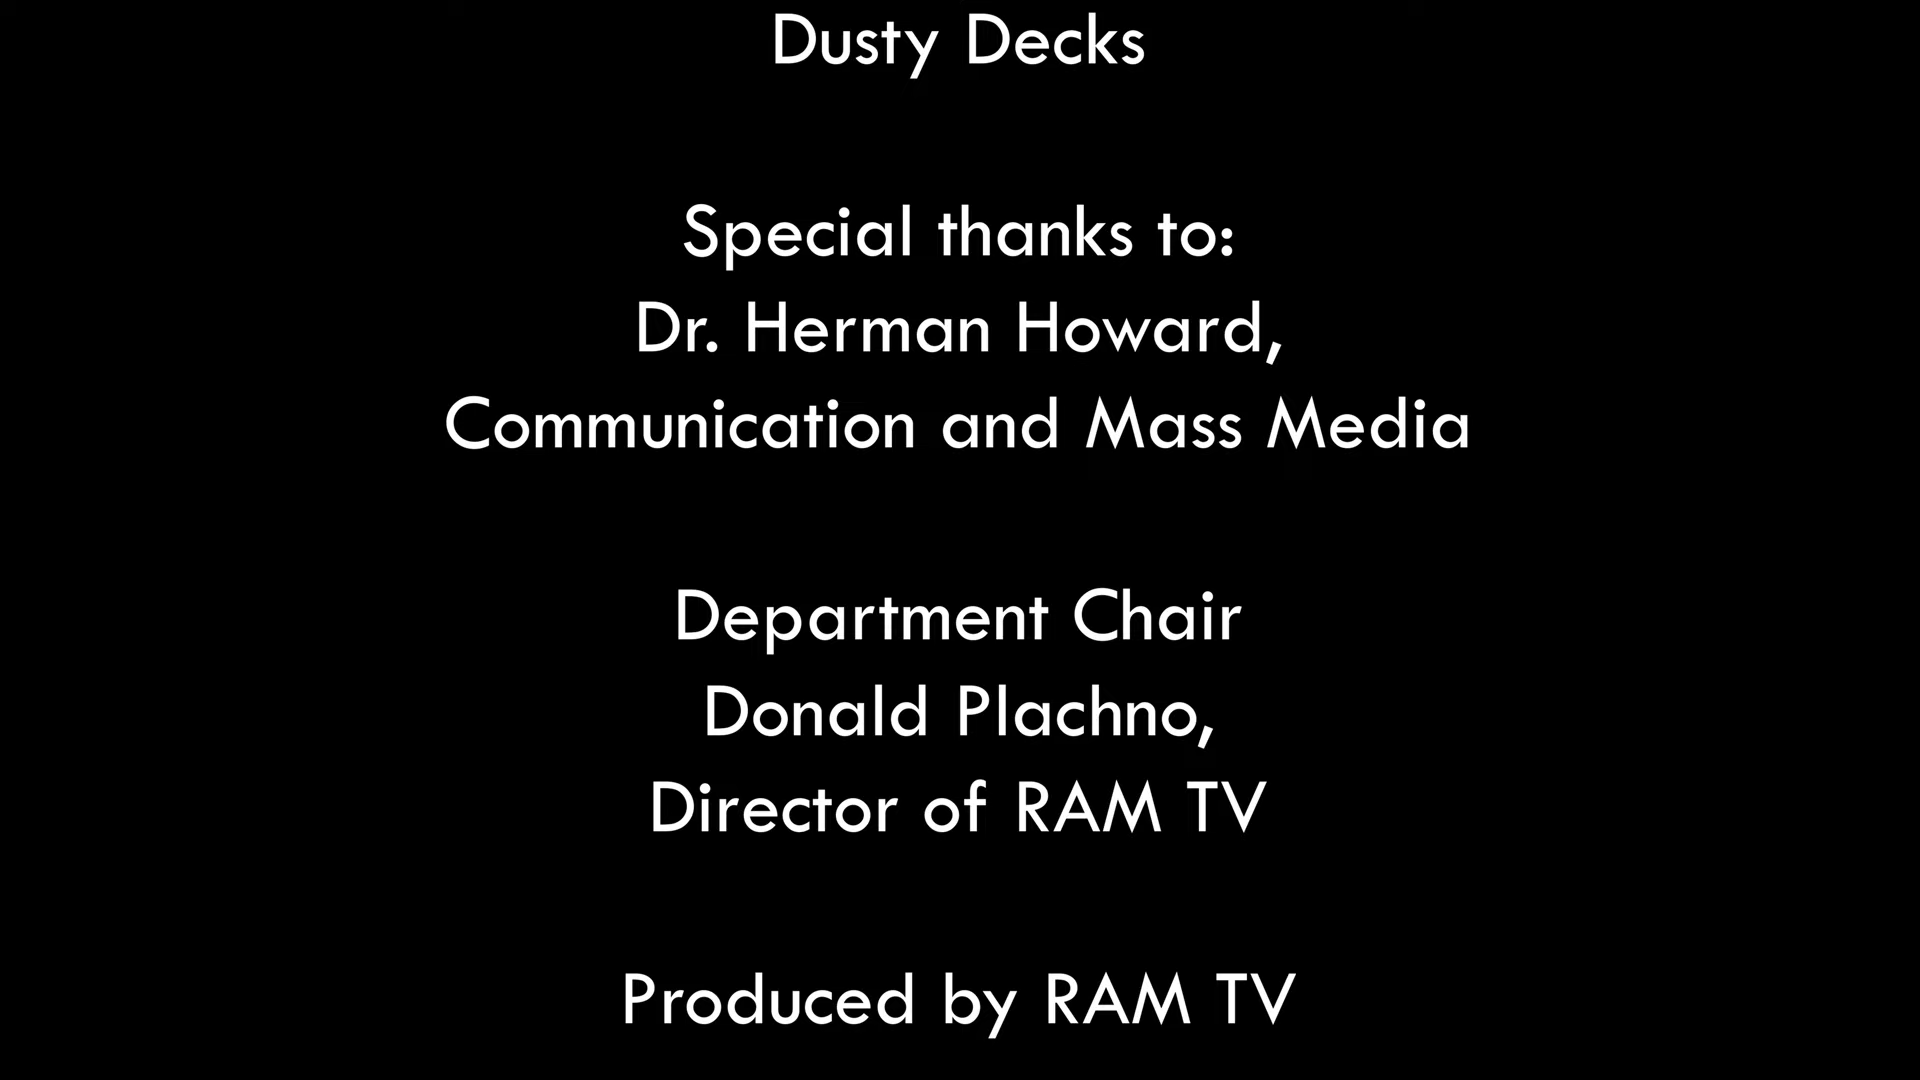 Dusty Decks
Special thanks to:
Dr. Herman Howard,
Communication and Mass Media
Department Chair
Donald Plachno,
Director of RAM TV
Produced by RAM TV